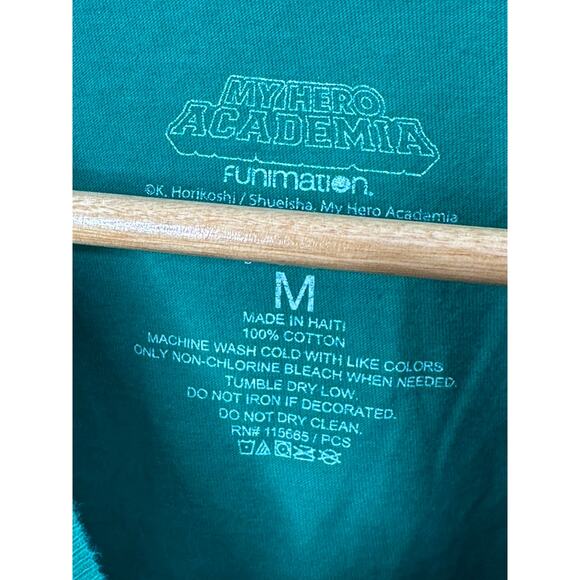 MY HERO
ACADEMIA
FUNIMATION.
©K. Horikoshi / Shueisha, My Hero Academia
M
MADE IN HAITI
100% COTTON
MACHINE WASH COLD WITH LIKE COLORS
ONLY NON-CHLORINE BLEACH WHEN NEEDED.
TUMBLE DRY LOW.
DO NOT IRON IF DECORATED.
DO NOT DRY CLEAN.
RN# 115665 / PCS